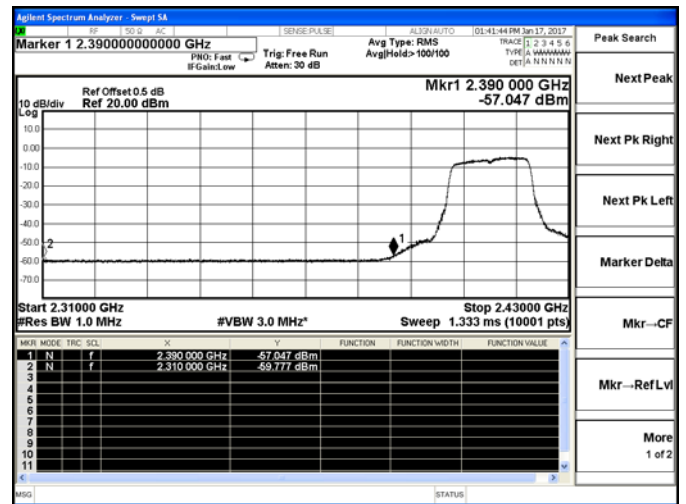 Agilent Spectrum Analyzer - Swept SA
RF 50 Ω AC SENSE:PULSE ALIGN AUTO 01:41:44 PM Jan 17, 2017
Marker 1 2.390000000000 GHz
PNO: Fast
IFGain:Low
Trig: Free Run
Atten: 30 dB
Avg Type: RMS
Avg|Hold:>100/100
TRACE 1 2 3 4 5 6
TYPE A WWWWW
DET A N N N N N
Peak Search
Next Peak
Next Pk Right
Next Pk Left
Marker Delta
Mkr→CF
Mkr→Ref Lvl
More
1 of 2
Ref Offset 0.5 dB
10 dB/div Ref 20.00 dBm
Mkr1 2.390 000 GHz
-57.047 dBm
Log
10.0
0.00
-10.0
-20.0
-30.0
-40.0
-50.0
-60.0
-70.0
2
1
Start 2.31000 GHz Stop 2.43000 GHz
#Res BW 1.0 MHz #VBW 3.0 MHz* Sweep 1.333 ms (10001 pts)
MKR MODE TRC SCL X Y FUNCTION FUNCTION WIDTH FUNCTION VALUE
1 N f 2.390 000 GHz -57.047 dBm
2 N f 2.310 000 GHz -59.777 dBm
3
4
5
6
7
8
9
10
11
MSG STATUS